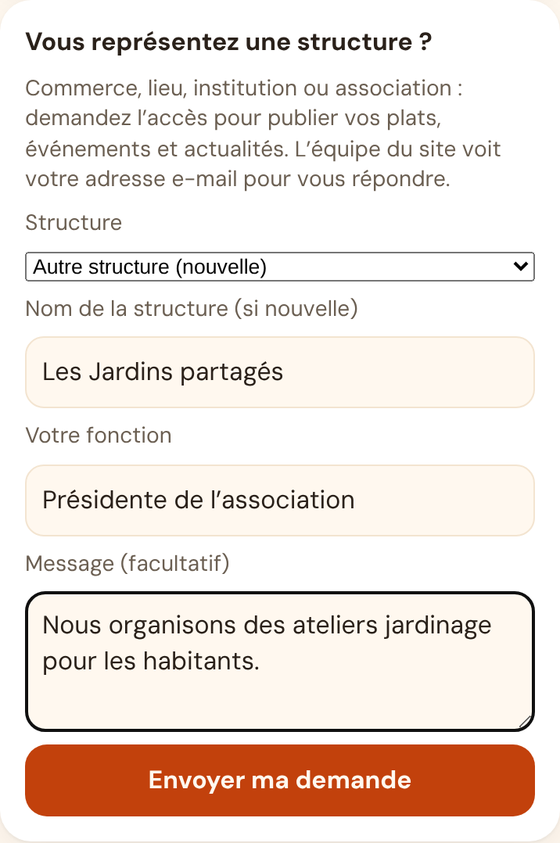 Vous représentez une structure ?
Commerce, lieu, institution ou association :
demandez l’accès pour publier vos plats,
événements et actualités. L’équipe du site voit
votre adresse e-mail pour vous répondre.
Structure
Autre structure (nouvelle)
Nom de la structure (si nouvelle)
Les Jardins partagés
Votre fonction
Présidente de l’association
Message (facultatif)
Nous organisons des ateliers jardinage
pour les habitants.
Envoyer ma demande